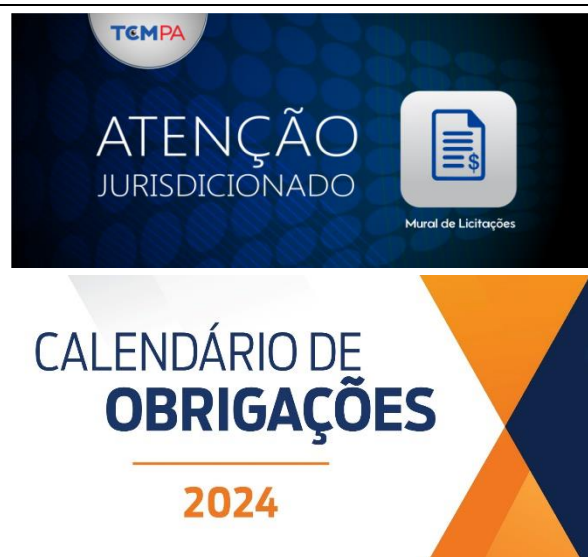 TCMPA
ATENÇÃO
JURISDICIONADO
$
Mural de Licitações
CALENDÁRIO DE
OBRIGAÇÕES
2024